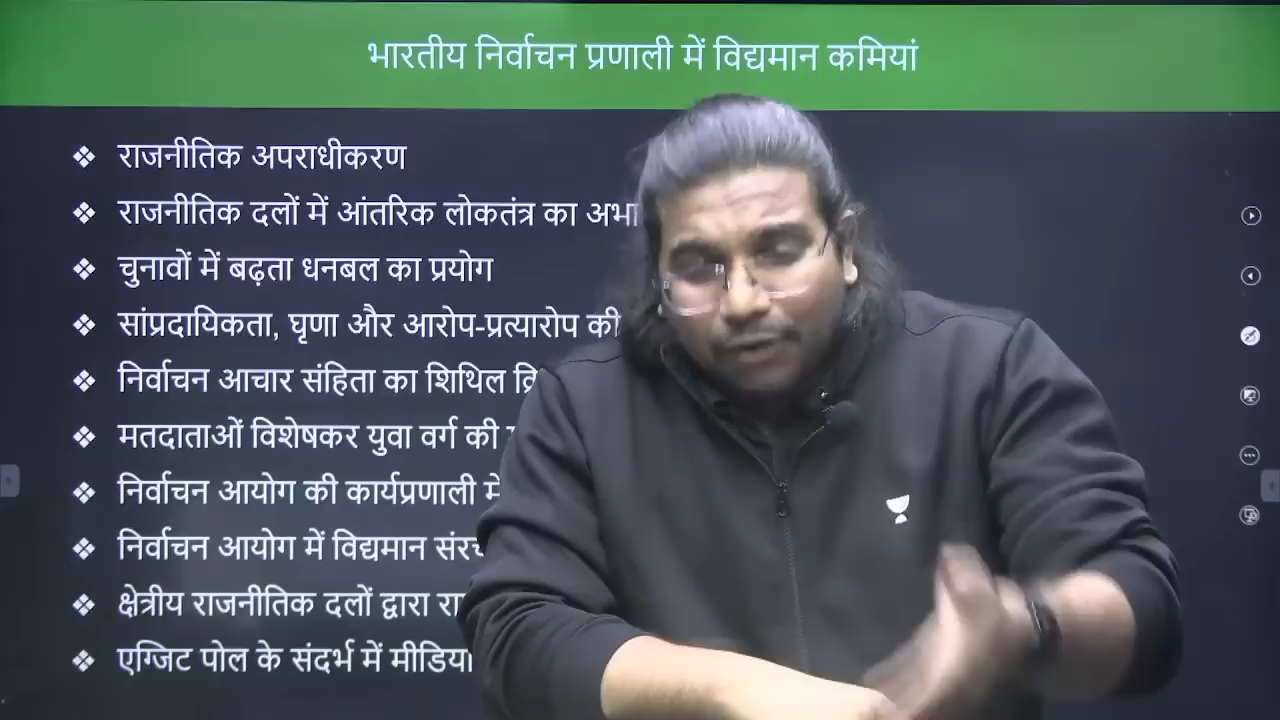 भारतीय निर्वाचन प्रणाली में विद्यमान कमियां
❖ राजनीतिक अपराधीकरण
❖ राजनीतिक दलों में आंतरिक लोकतंत्र का
❖ चुनावों में बढ़ता धनबल का प्रयोग
❖ सांप्रदायिकता, घृणा और आरोप-प्रत्यारोप की
❖ निर्वाचन आचार संहिता का शिथिल
❖ मतदाताओं विशेषकर युवा वर्ग की
❖ निर्वाचन आयोग की कार्यप्रणाली में
❖ निर्वाचन आयोग में विद्यमान
❖ क्षेत्रीय राजनीतिक दलों द्वारा
❖ एग्जिट पोल के संदर्भ में मीडिया